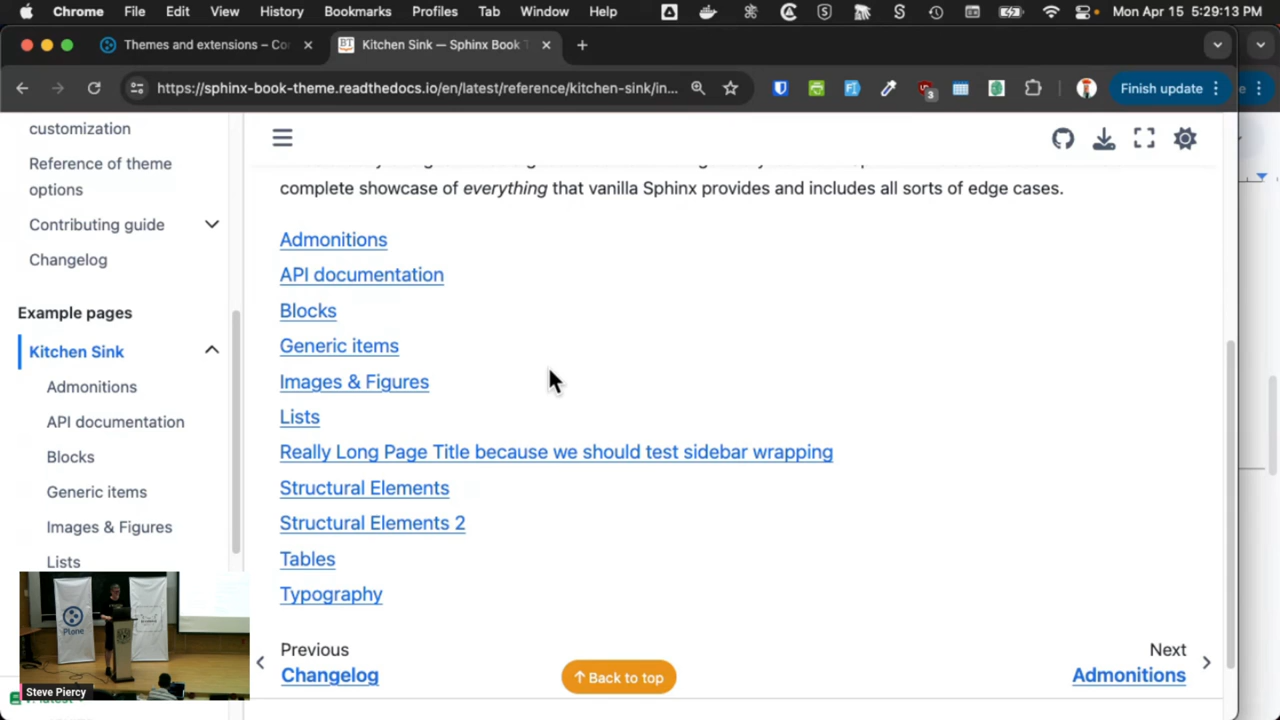 Chrome File Edit View History Bookmarks Profiles Tab Window Help Mon Apr 15 5:29:13 PM
Themes and extensions – Co
Kitchen Sink — Sphinx Book T
https://sphinx-book-theme.readthedocs.io/en/latest/reference/kitchen-sink/in...
3
Finish update
customization
Reference of theme
options
Contributing guide
Changelog
Example pages
Kitchen Sink
Admonitions
API documentation
Blocks
Generic items
Images & Figures
Lists
complete showcase of everything that vanilla Sphinx provides and includes all sorts of edge cases.
Admonitions
API documentation
Blocks
Generic items
Images & Figures
Lists
Really Long Page Title because we should test sidebar wrapping
Structural Elements
Structural Elements 2
Tables
Typography
Previous
Changelog
Back to top
Next
Admonitions
Plone
Steve Piercy